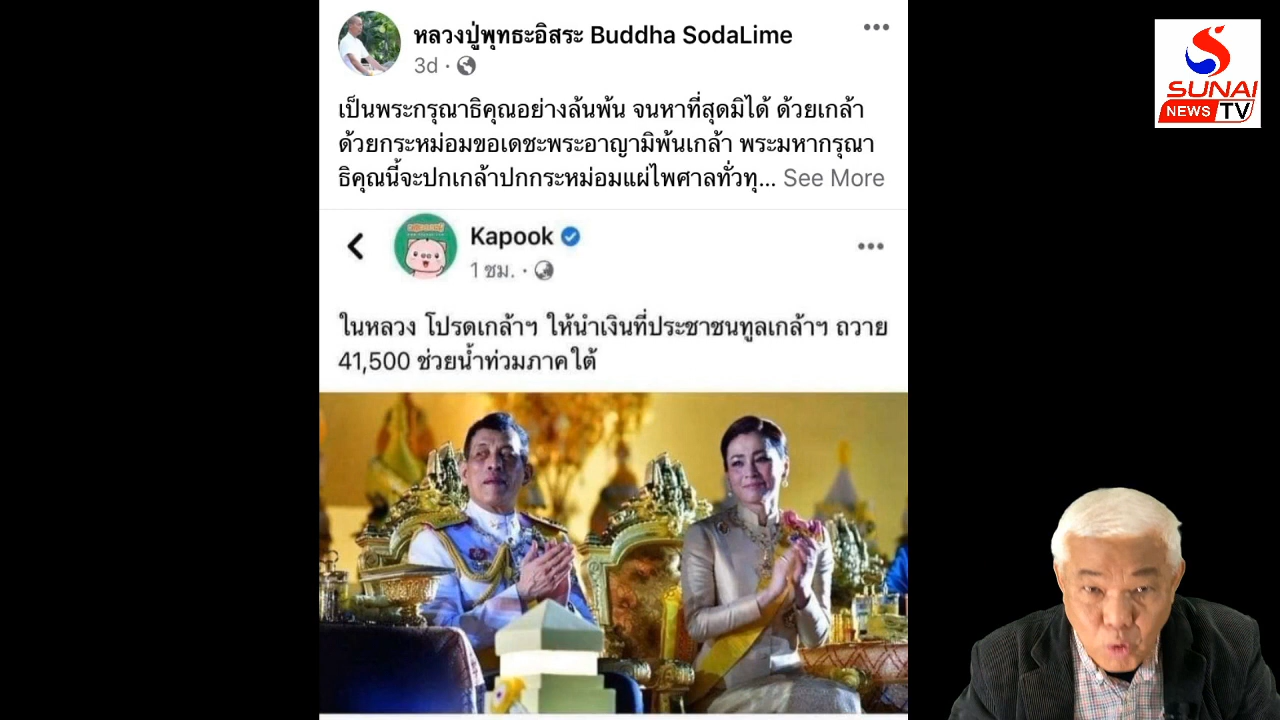 หลวงปู่พุทธะอิสระ Buddha SodaLime
3d ·
เป็นพระกรุณาธิคุณอย่างล้นพ้น จนหาที่สุดมิได้ ด้วยเกล้า
ด้วยกระหม่อมขอเดชะพระอาญามิพ้นเกล้า พระมหากรุณา
ธิคุณนี้จะปกเกล้าปกกระหม่อมแผ่ไพศาลทั่วทุ... See More
Kapook
1 ชม. ·
ในหลวง โปรดเกล้าฯ ให้นำเงินที่ประชาชนทูลเกล้าฯ ถวาย
41,500 ช่วยน้ำท่วมภาคใต้
SUNAI
NEWS TV